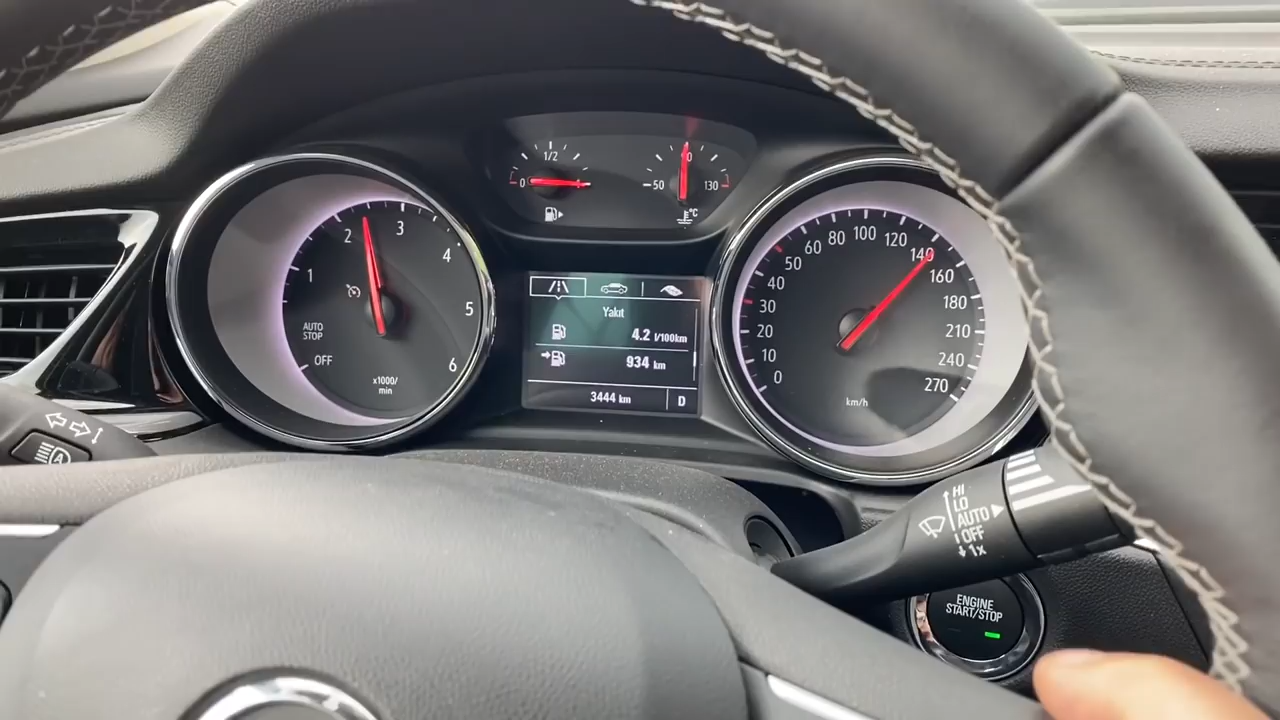 1/2
0
-50
130
°C
1
2
3
4
5
6
AUTO
STOP
OFF
x1000/
min
Yakıt
4.2 l/100km
934 km
3444 km
D
0
10
20
30
40
50
60
80
100
120
140
160
180
210
240
270
km/h
HI
LO
AUTO
OFF
1x
A
ENGINE
START/STOP